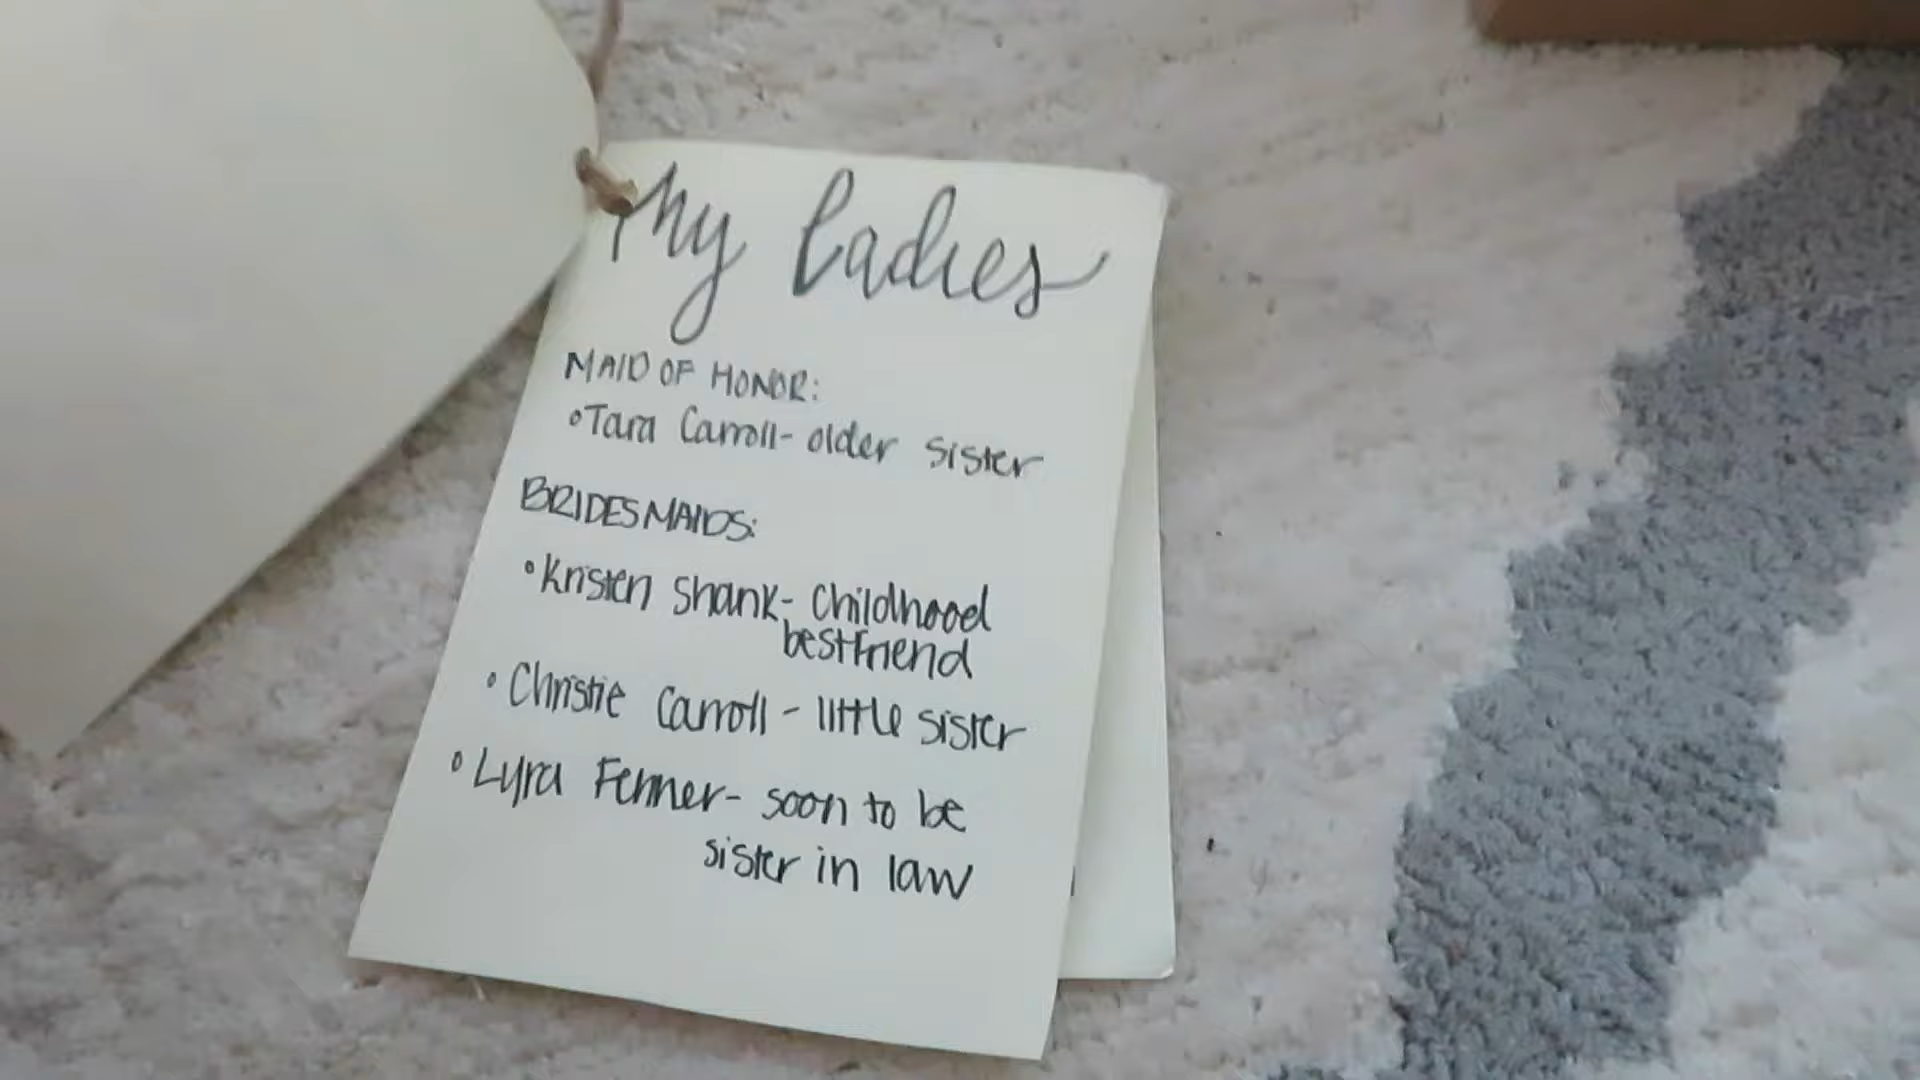 My ladies
MAID OF HONOR:
•Tara Carroll- older sister
BRIDESMAIDS:
•Kristen Shank- Childhood
bestfriend
•Christie Carroll - little sister
•Lyra Fenner- soon to be
sister in law